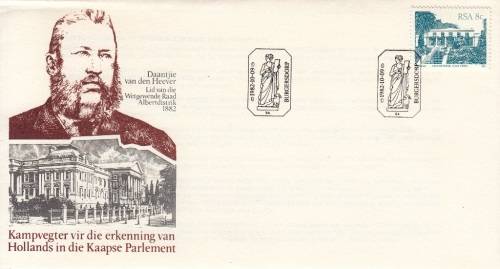 Daantjie
van den Heever
Lid van die
Wetgewende Raad
Albertdistrik
1882
RSA 8c
1982·10·09
BURGERSDORP
1982·10·09
BURGERSDORP
Kampvegter vir die erkenning van
Hollands in die Kaapse Parlement